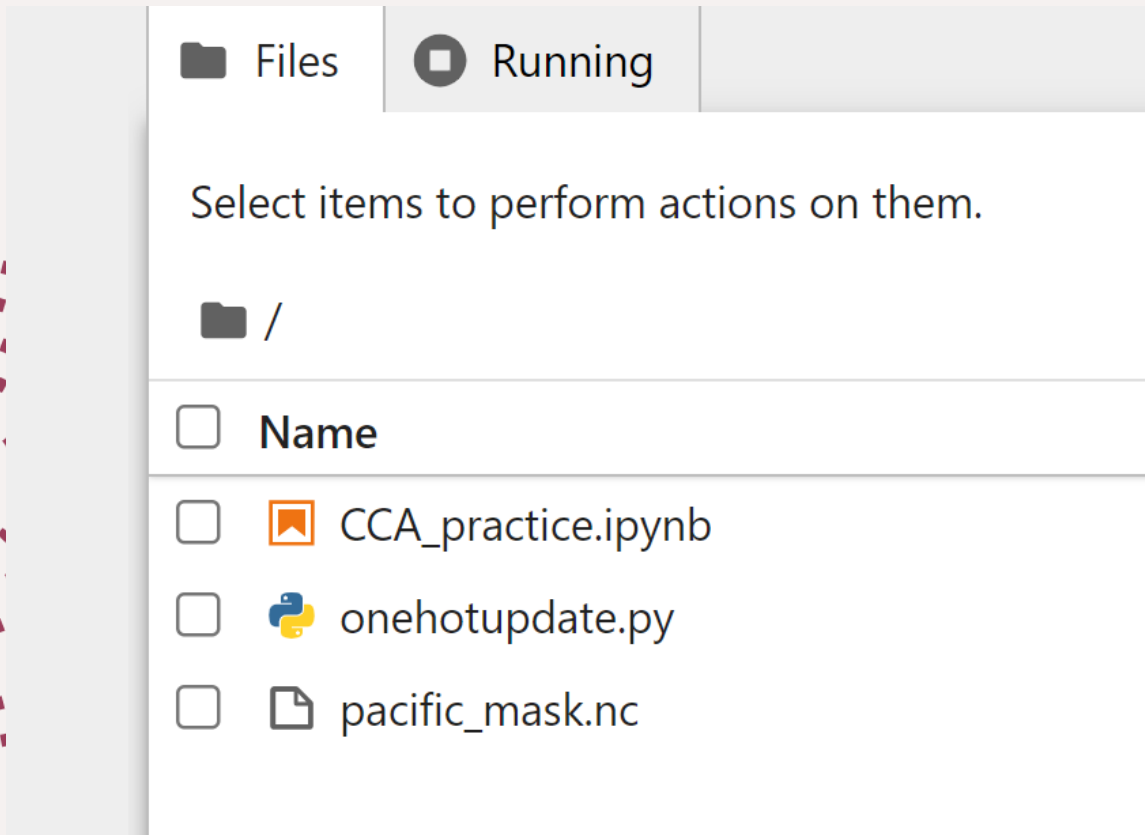 Files Running
Select items to perform actions on them.
/
Name
CCA_practice.ipynb
onehotupdate.py
pacific_mask.nc